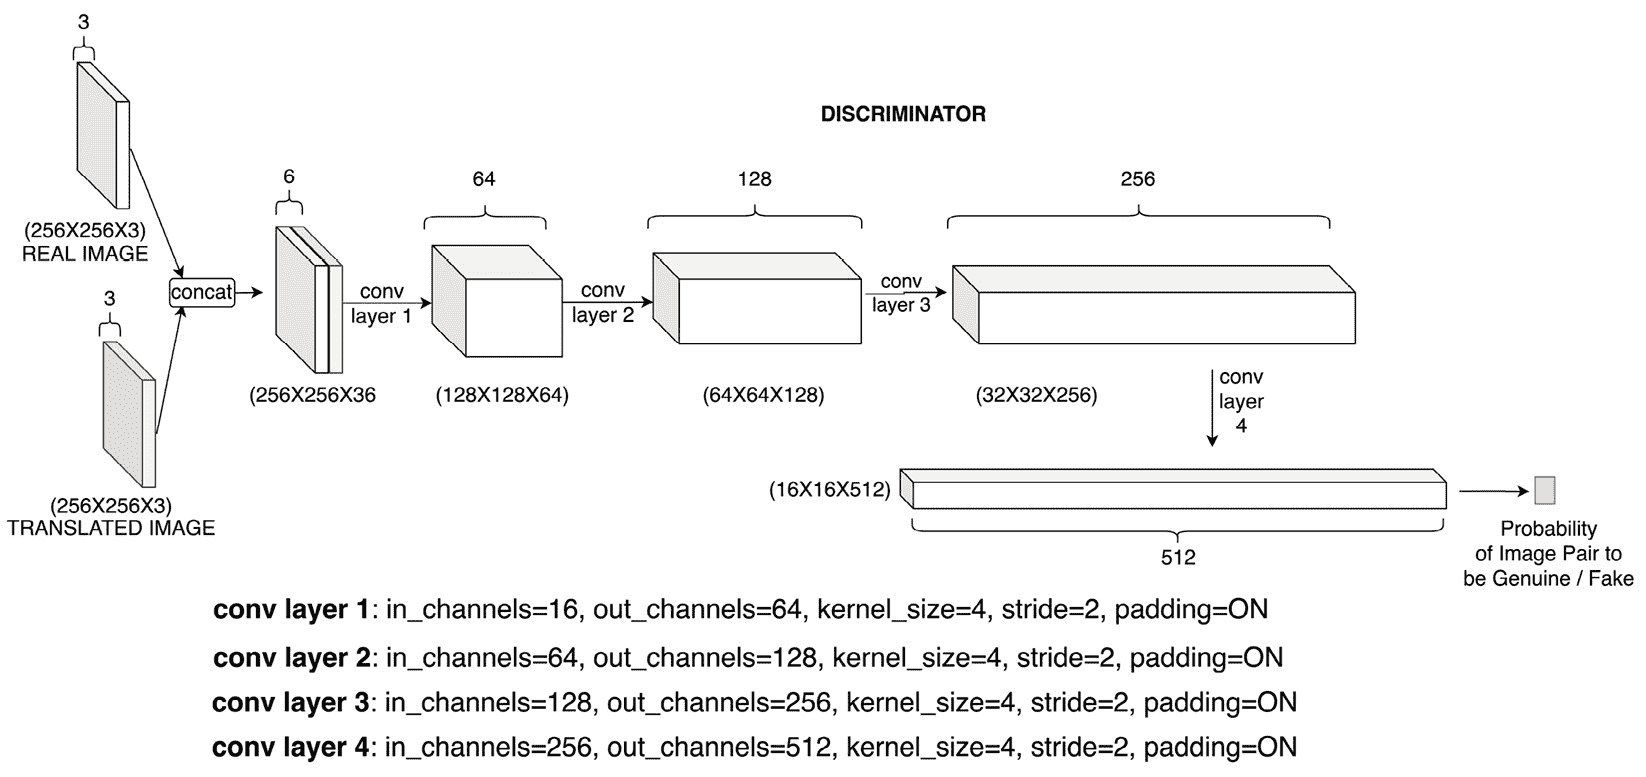 3
(256X256X3)
REAL IMAGE
3
(256X256X3)
TRANSLATED IMAGE
concat
DISCRIMINATOR
6
(256X256X36
conv
layer 1
64
(128X128X64)
conv
layer 2
128
(64X64X128)
conv
layer 3
256
(32X32X256)
conv
layer
4
(16X16X512)
512
Probability
of Image Pair to
be Genuine / Fake
conv layer 1: in_channels=16, out_channels=64, kernel_size=4, stride=2, padding=ON
conv layer 2: in_channels=64, out_channels=128, kernel_size=4, stride=2, padding=ON
conv layer 3: in_channels=128, out_channels=256, kernel_size=4, stride=2, padding=ON
conv layer 4: in_channels=256, out_channels=512, kernel_size=4, stride=2, padding=ON